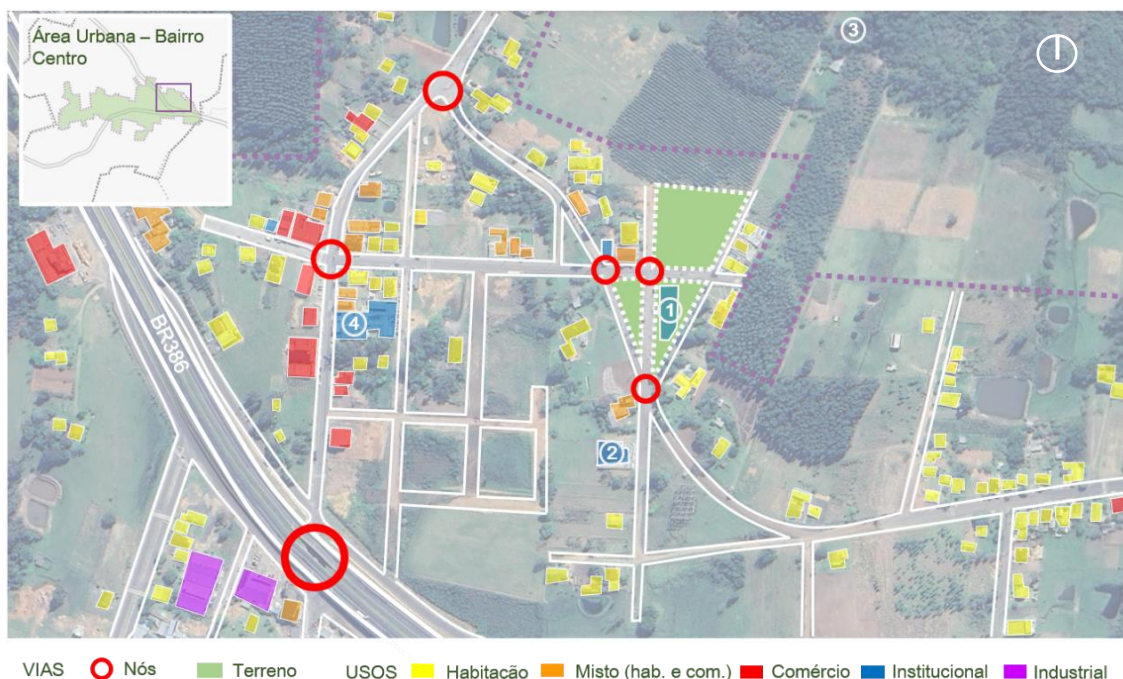 Área Urbana – Bairro
Centro
3
BR386
1
4
2
VIAS Nós Terreno USOS Habitacão Misto (hab. e com.) Comércio Institucional Industrial